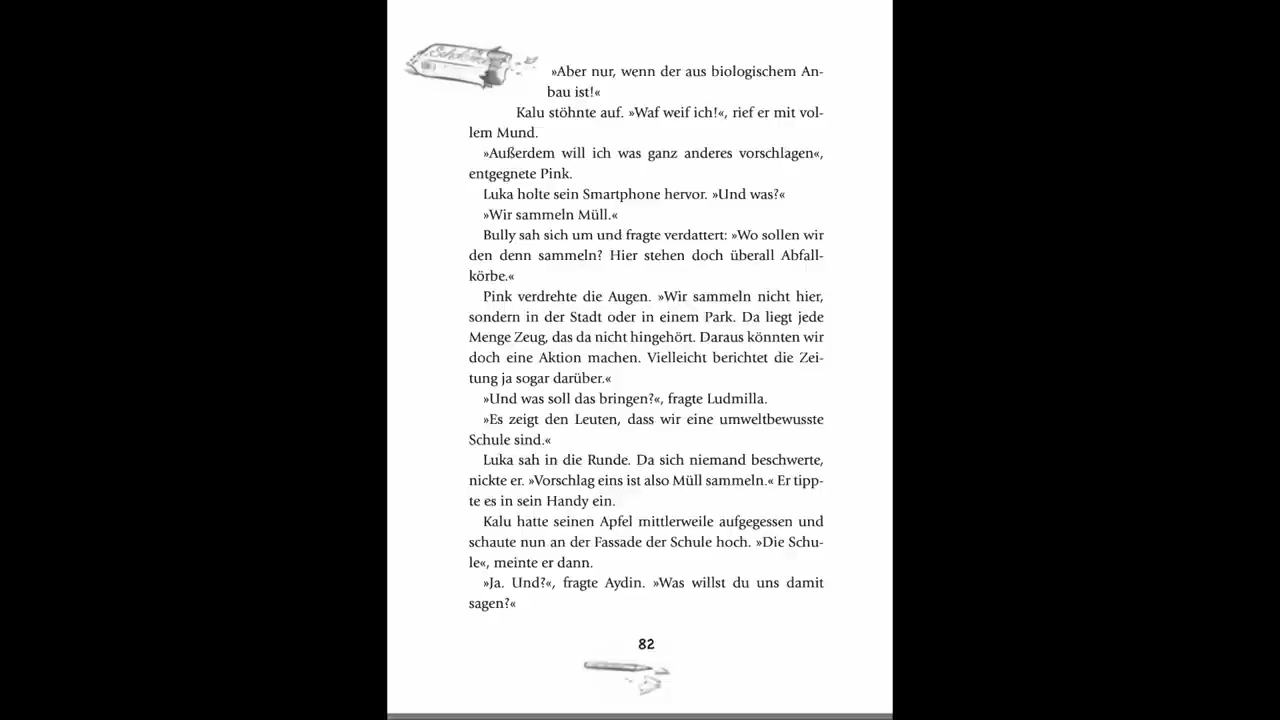 »Aber nur, wenn der aus biologischem An-
bau ist!«
Kalu stöhnte auf. »Waf weif ich!«, rief er mit vol-
lem Mund.
»Außerdem will ich was ganz anderes vorschlagen«,
entgegnete Pink.
Luka holte sein Smartphone hervor. »Und was?«
»Wir sammeln Müll.«
Bully sah sich um und fragte verdattert: »Wo sollen wir
den denn sammeln? Hier stehen doch überall Abfall-
körbe.«
Pink verdrehte die Augen. »Wir sammeln nicht hier,
sondern in der Stadt oder in einem Park. Da liegt jede
Menge Zeug, das da nicht hingehört. Daraus könnten wir
doch eine Aktion machen. Vielleicht berichtet die Zei-
tung ja sogar darüber.«
»Und was soll das bringen?«, fragte Ludmilla.
»Es zeigt den Leuten, dass wir eine umweltbewusste
Schule sind.«
Luka sah in die Runde. Da sich niemand beschwerte,
nickte er. »Vorschlag eins ist also Müll sammeln.« Er tipp-
te es in sein Handy ein.
Kalu hatte seinen Apfel mittlerweile aufgegessen und
schaute nun an der Fassade der Schule hoch. »Die Schu-
le«, meinte er dann.
»Ja. Und?«, fragte Aydin. »Was willst du uns damit
sagen?«
82